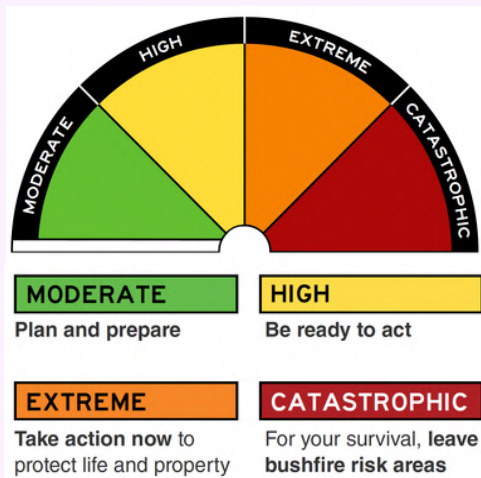 MODERATE
HIGH
EXTREME
CATASTROPHIC
MODERATE
Plan and prepare
HIGH
Be ready to act
EXTREME
Take action now to
protect life and property
CATASTROPHIC
For your survival, leave
bushfire risk areas